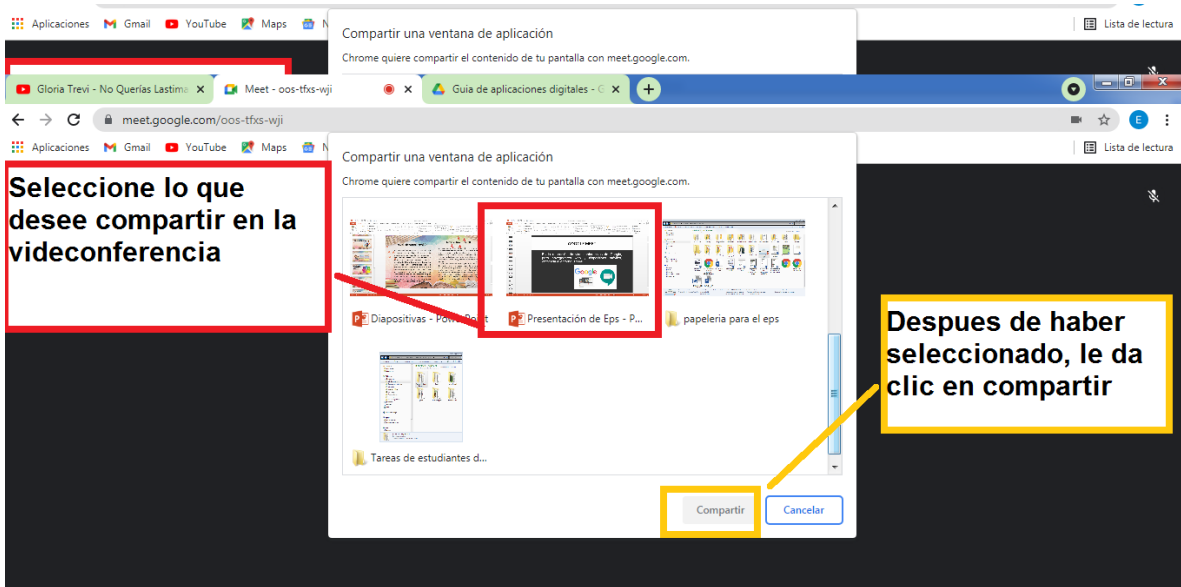 Aplicaciones Gmail YouTube Maps N
Lista de lectura
Compartir una ventana de aplicación
Chrome quiere compartir el contenido de tu pantalla con meet.google.com.
Gloria Trevi - No Querías Lastima
Meet - oos-tfxs-wji
Guia de aplicaciones digitales - G
meet.google.com/oos-tfxs-wji
E
Aplicaciones Gmail YouTube Maps N
Lista de lectura
Compartir una ventana de aplicación
Chrome quiere compartir el contenido de tu pantalla con meet.google.com.
Seleccione lo que
desee compartir en la
videconferencia
Google
Diapositivas - PowerPoint
Presentación de Eps - P...
papeleria para el eps
Tareas de estudiantes d...
Despues de haber
seleccionado, le da
clic en compartir
Compartir
Cancelar